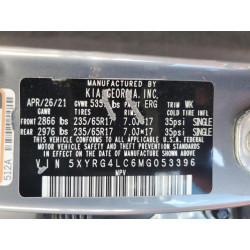 MANUFACTURED BY
KIA GEORGIA, INC.
APR/26/21 GVWR 5357 lbs PAINT ERG TRIM WK
GAWR TIRES RIMS COLD TIRE
FRONT 2866 lbs 235/65R17 7.0J×17 35psi SINGLE
REAR 2976 lbs 235/65R17 7.0J×17 35psi SINGLE
THIS VEHICLE CONFORMS TO ALL APPLICABLE
U.S. FEDERAL MOTOR VEHICLE
SAFETY AND THEFT PREVENTION STANDARDS
IN EFFECT ON THE DATE OF MANUFACTURE SHOWN ABOVE
V I N 5XYRG4LC6MG053396
MPV
512A